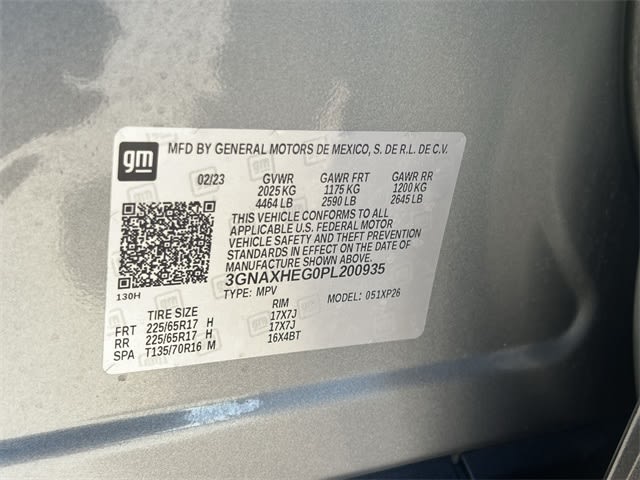 gm
MFD BY GENERAL MOTORS DE MEXICO, S. DE R.L. DE C.V.
02/23 GVWR GAWR FRT GAWR RR
2025 KG 1175 KG 1200 KG
4464 LB 2590 LB 2645 LB
THIS VEHICLE CONFORMS TO ALL
APPLICABLE U.S. FEDERAL MOTOR
VEHICLE SAFETY AND THEFT PREVENTION
STANDARDS IN EFFECT ON THE DATE OF
MANUFACTURE SHOWN ABOVE.
3GNAXHEG0PL200935
130H TYPE: MPV MODEL: 051XP26
TIRE SIZE RIM
FRT 225/65R17 H 17X7J
RR 225/65R17 H 17X7J
SPA T135/70R16 M 16X4BT